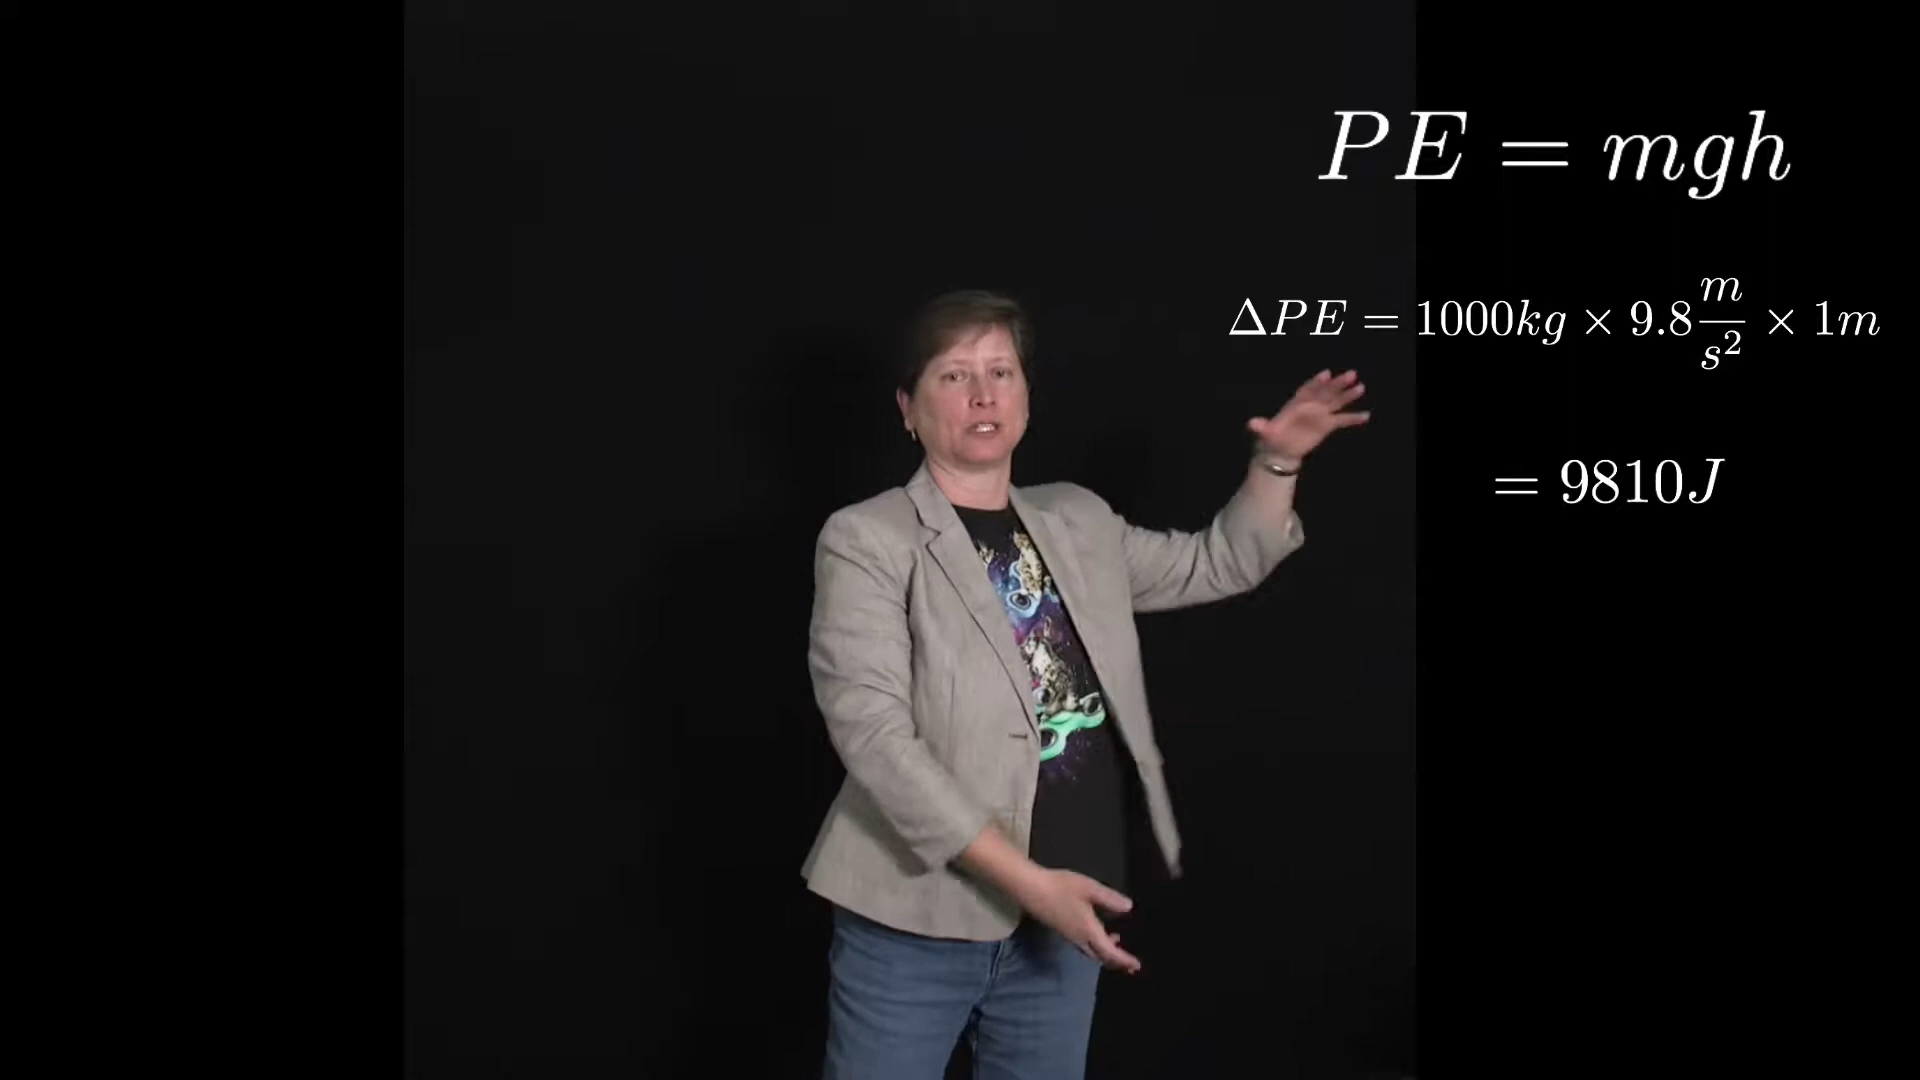 PE = mgh
ΔPE = 1000kg × 9.8 m/s² × 1m
= 9810J